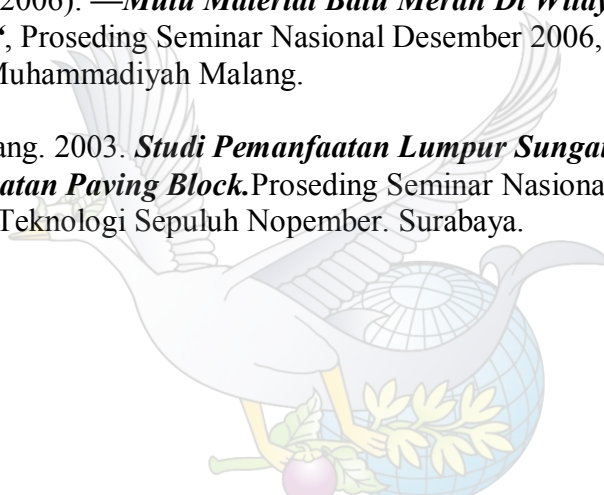 2006). —Mutu Material Batu Merah Di Wilay
“, Proseding Seminar Nasional Desember 2006,
Muhammadiyah Malang.
ang. 2003. Studi Pemanfaatan Lumpur Sungai
atan Paving Block.Proseding Seminar Nasiona
Teknologi Sepuluh Nopember. Surabaya.